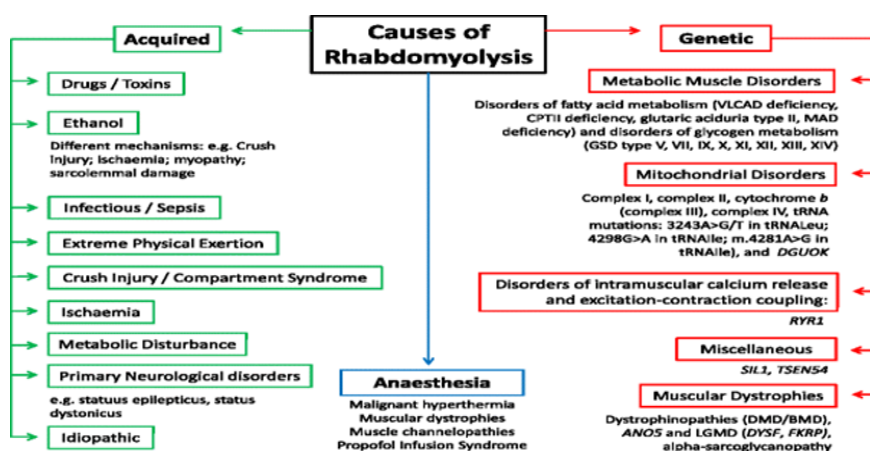 Causes of
Rhabdomyolysis
Acquired
Drugs / Toxins
Ethanol
Different mechanisms: e.g. Crush
injury; ischaemia; myopathy;
sarcolemmal damage
Infectious / Sepsis
Extreme Physical Exertion
Crush Injury / Compartment Syndrome
Ischaemia
Metabolic Disturbance
Primary Neurological disorders
e.g. statuus epilepticus, status
dystonicus
Idiopathic
Anaesthesia
Malignant hyperthermia
Muscular dystrophies
Muscle channelopathies
Propofol Infusion Syndrome
Genetic
Metabolic Muscle Disorders
Disorders of fatty acid metabolism (VLCAD deficiency,
CPTII deficiency, glutaric aciduria type II, MAD
deficiency) and disorders of glycogen metabolism
(GSD type V, VII, IX, X, XI, XII, XIII, XIV)
Mitochondrial Disorders
Complex I, complex II, cytochrome b
(complex III), complex IV, tRNA
mutations: 3243A>G/T in tRNALeu;
4298G>A in tRNAIle; m.4281A>G in
tRNAIle), and DGUOK
Disorders of intramuscular calcium release
and excitation-contraction coupling:
RYR1
Miscellaneous
SIL1, TSEN54
Muscular Dystrophies
Dystrophinopathies (DMD/BMD),
ANO5 and LGMD (DYSF, FKRP),
alpha-sarcoglycanopathy